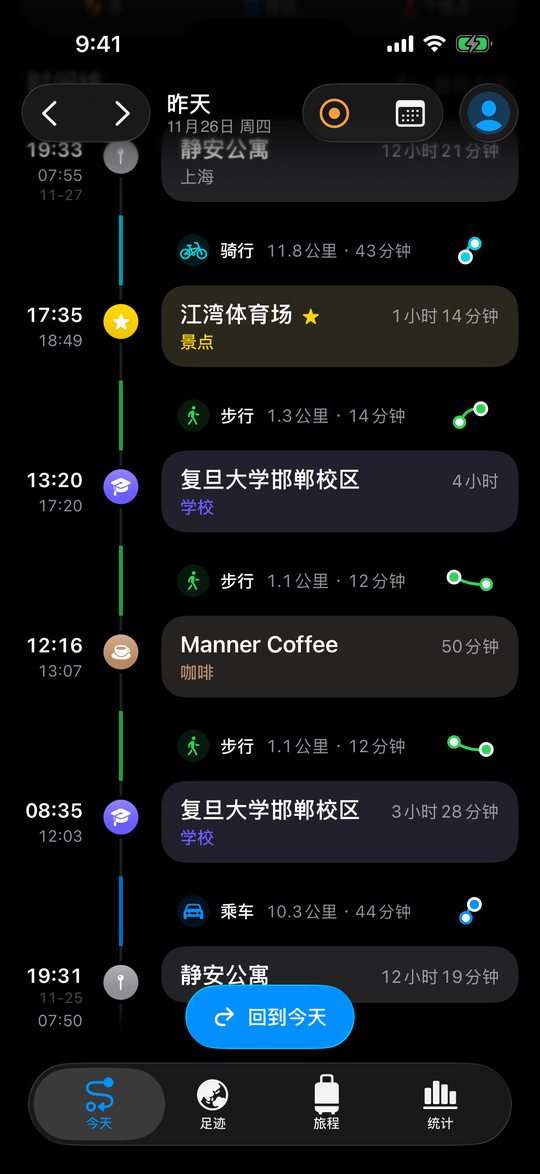 9:41
昨天
11月26日 周四
19:33
静安公寓
12小时21分钟
07:55
上海
11-27
骑行 11.8公里 · 43分钟
17:35
江湾体育场
1小时14分钟
18:49
景点
步行 1.3公里 · 14分钟
13:20
复旦大学邯郸校区
4小时
17:20
学校
步行 1.1公里 · 12分钟
12:16
Manner Coffee
50分钟
13:07
咖啡
步行 1.1公里 · 12分钟
08:35
复旦大学邯郸校区
3小时28分钟
12:03
学校
乘车 10.3公里 · 44分钟
19:31
静安公寓
12小时19分钟
11-25
07:50
回到今天
今天
足迹
旅程
统计